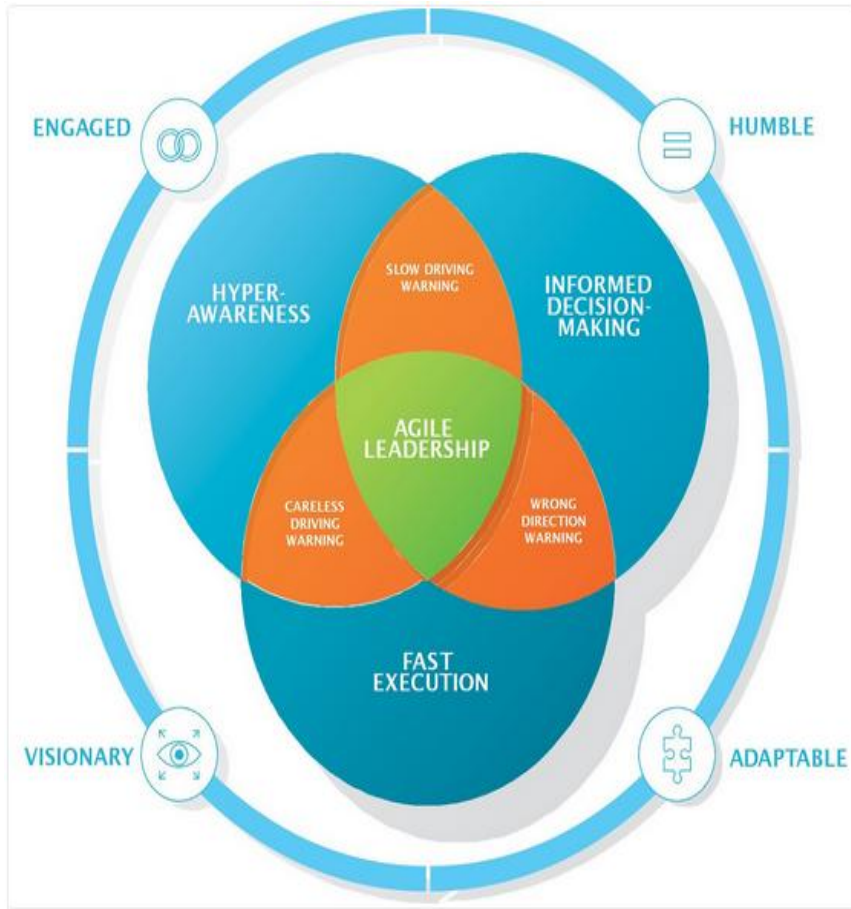 ENGAGED
HUMBLE
SLOW DRIVING
WARNING
HYPER-
AWARENESS
INFORMED
DECISION-
MAKING
AGILE
LEADERSHIP
CARELESS
DRIVING
WARNING
WRONG
DIRECTION
WARNING
FAST
EXECUTION
VISIONARY
ADAPTABLE